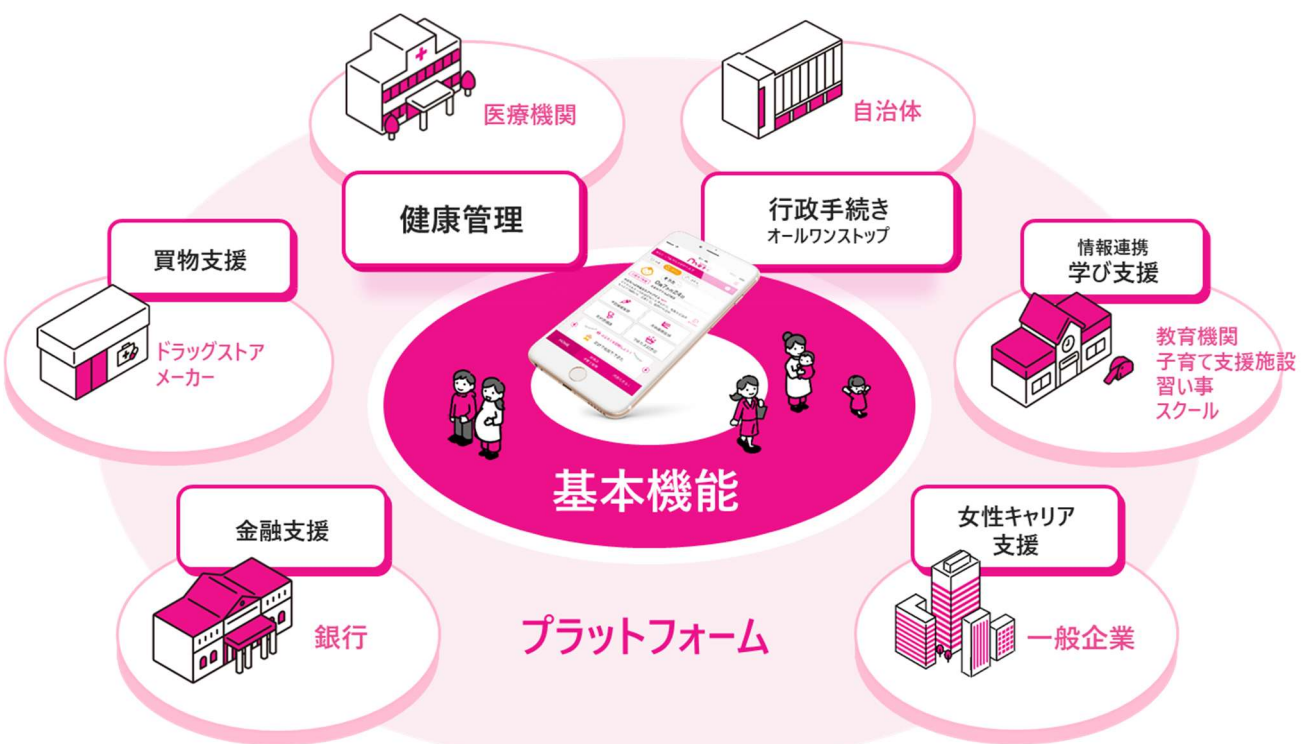 医療機関
自治体
健康管理
行政手続き
オールワンストップ
買物支援
ドラッグストア
メーカー
情報連携
学び支援
教育機関
子育て支援施設
習い事
スクール
基本機能
金融支援
銀行
女性キャリア
支援
一般企業
プラットフォーム